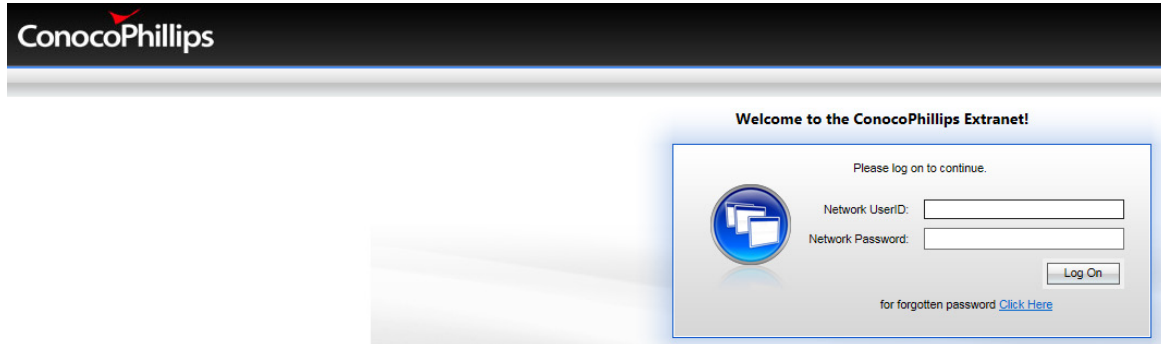 ConocoPhillips
Welcome to the ConocoPhillips Extranet!
Please log on to continue.
Network UserID:
Network Password:
Log On
for forgotten password Click Here